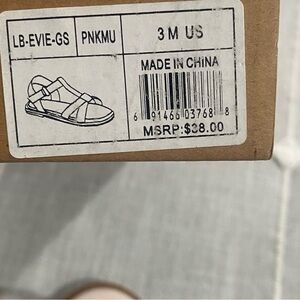 LB-EVIE-GS PNKMU 3 M US
MADE IN CHINA
6 91466 03768 8
MSRP:$38.00